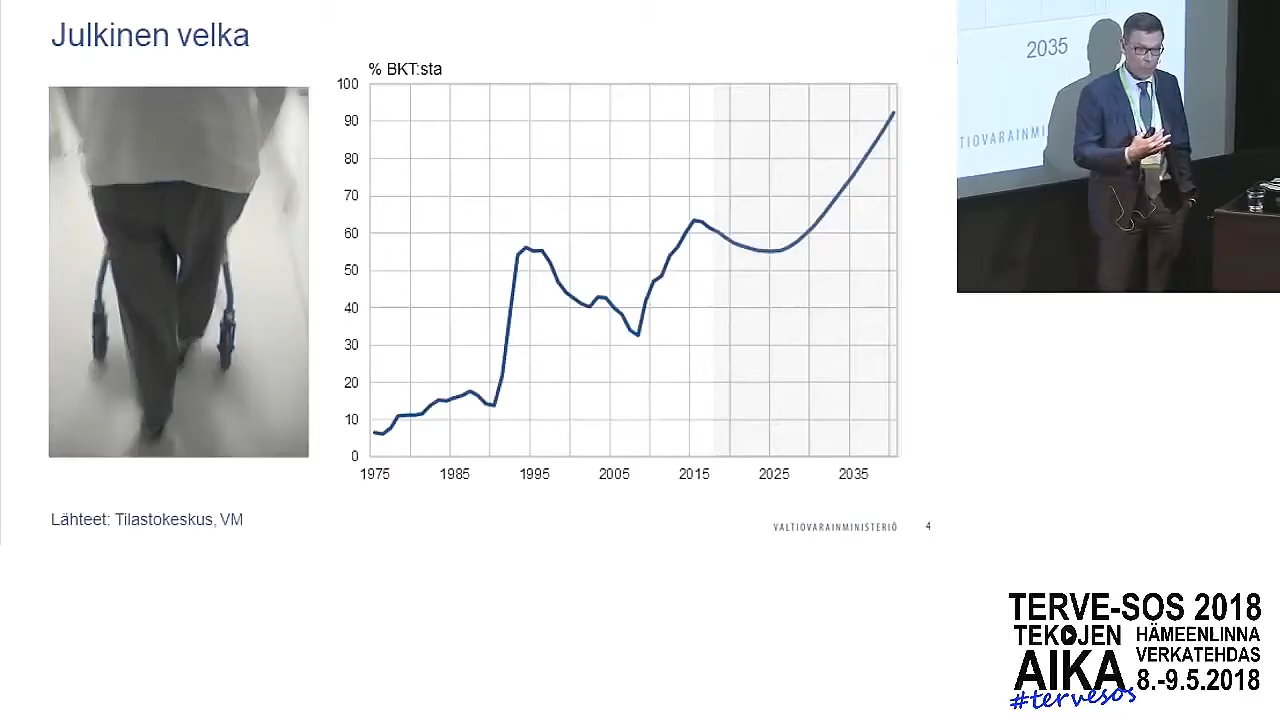 Julkinen velka
% BKT:sta
100
90
80
70
60
50
40
30
20
10
0
1975 1985 1995 2005 2015 2025 2035
Lähteet: Tilastokeskus, VM
VALTIOVARAINMINISTERIÖ 4
2035
TERVE-SOS 2018
TEKOJEN
AIKA
HÄMEENLINNA
VERKATEHDAS
8.-9.5.2018
#tervesos